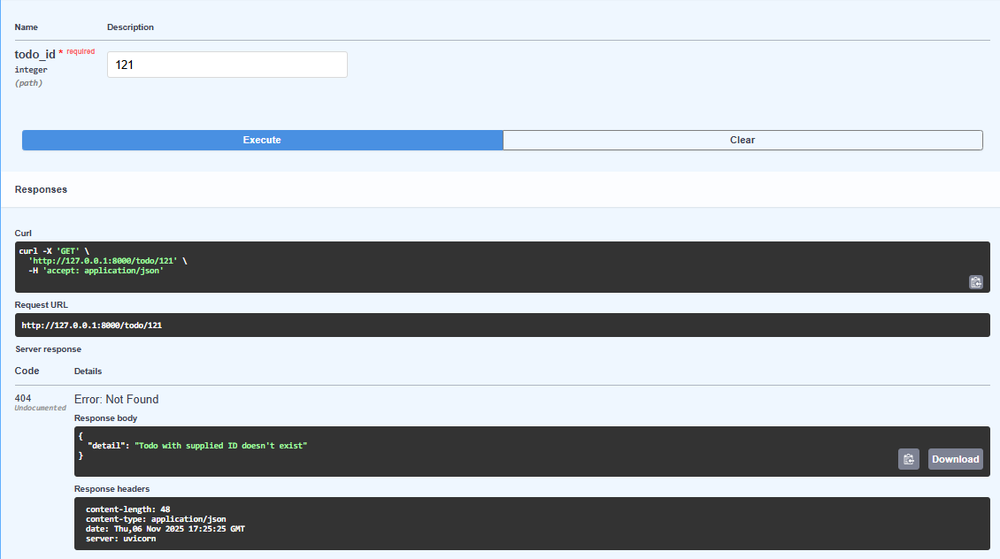 Name Description
todo_id * required
121
integer
(path)
Execute Clear
Responses
Curl
curl -X 'GET' \
'http://127.0.0.1:8000/todo/121' \
-H 'accept: application/json'
Request URL
http://127.0.0.1:8000/todo/121
Server response
Code Details
404 Error: Not Found
Undocumented
Response body
{
"detail": "Todo with supplied ID doesn't exist"
}
Download
Response headers
content-length: 48
content-type: application/json
date: Thu,06 Nov 2025 17:25:25 GMT
server: uvicorn